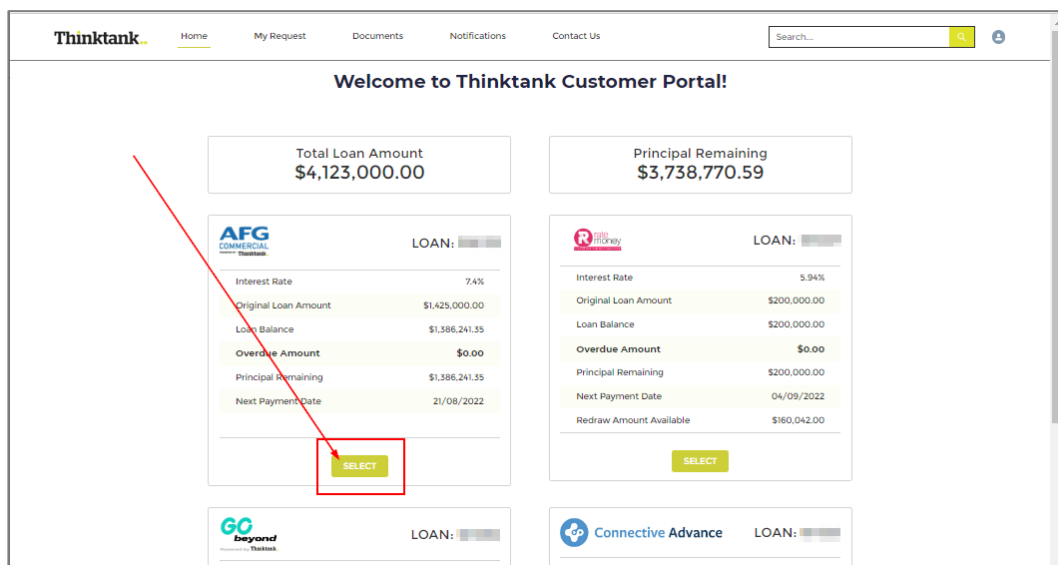 Thinktank..
Home My Request Documents Notifications Contact Us Search...
Welcome to Thinktank Customer Portal!
Total Loan Amount
$4,123,000.00
Principal Remaining
$3,738,770.59
AFG
COMMERCIAL
Thinktank.
LOAN:
Interest Rate 7.4%
Original Loan Amount $1,425,000.00
Loan Balance $1,386,241.35
Overdue Amount $0.00
Principal Remaining $1,386,241.35
Next Payment Date 21/08/2022
SELECT
R rate
money
LOAN:
Interest Rate 5.94%
Original Loan Amount $200,000.00
Loan Balance $200,000.00
Overdue Amount $0.00
Principal Remaining $200,000.00
Next Payment Date 04/09/2022
Redraw Amount Available $160,042.00
SELECT
GO
beyond
Powered by Thinktank
LOAN:
Connective Advance LOAN: